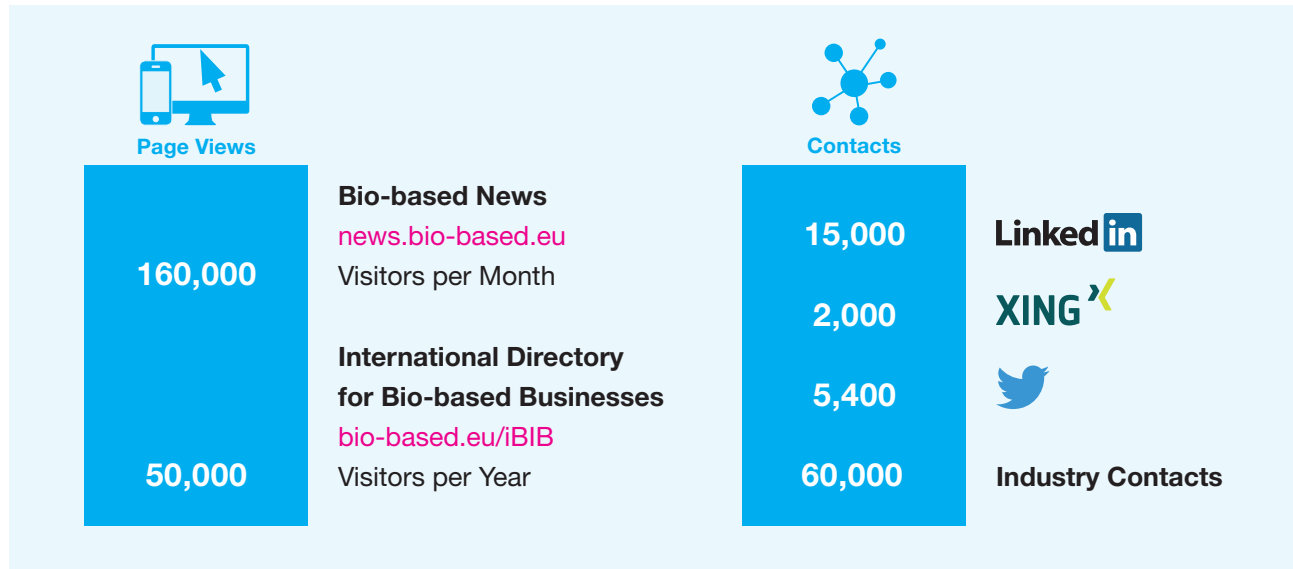 Page Views
Bio-based News
news.bio-based.eu
160,000
Visitors per Month
International Directory
for Bio-based Businesses
bio-based.eu/iBIB
50,000
Visitors per Year
Contacts
15,000
Linked in
2,000
XING
5,400
60,000
Industry Contacts